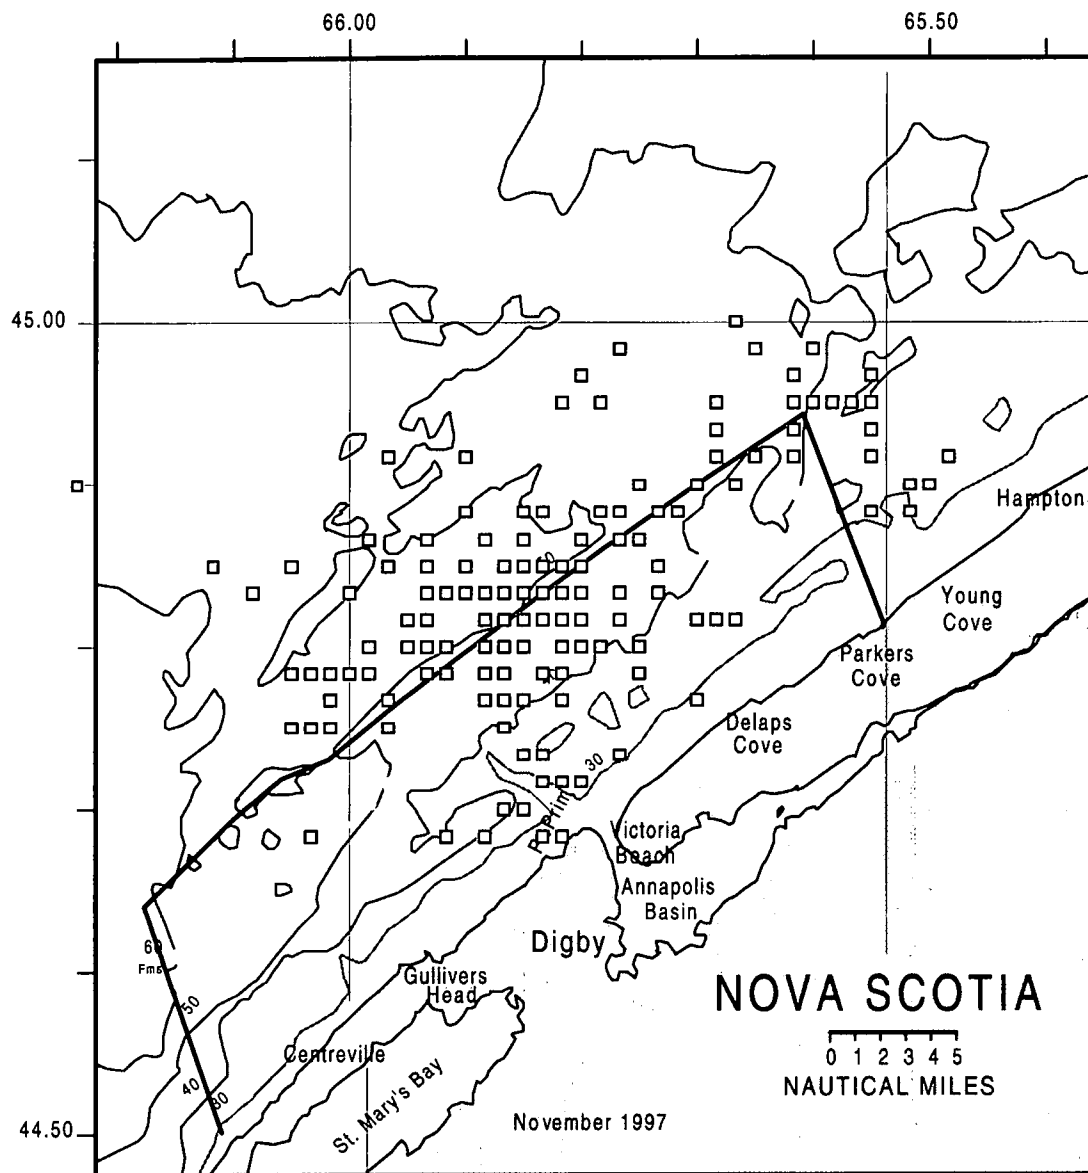 66.00
65.50
45.00
Hampton
60
Young
Cove
Parkers
Cove
Delaps
Cove
30
Prim
Victoria
Beach
Annapolis
Basin
Digby
60
Fms
Gullivers
Head
NOVA SCOTIA
50
0 1 2 3 4 5
NAUTICAL MILES
Centreville
40
30
St. Mary's Bay
44.50
November 1997